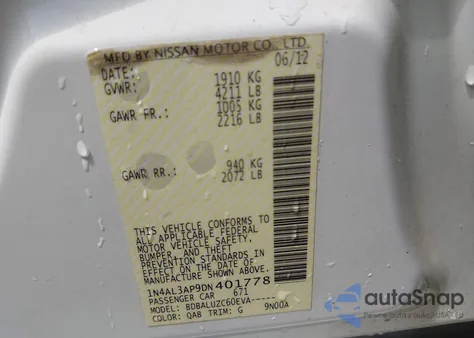 MFG BY NISSAN MOTOR CO., LTD.
DATE: 06/12
GVWR: 1910 KG
4211 LB
GAWR FR.: 1005 KG
2216 LB
GAWR RR.: 940 KG
2072 LB
THIS VEHICLE CONFORMS TO
ALL APPLICABLE FEDERAL
MOTOR VEHICLE SAFETY,
BUMPER, AND THEFT
PREVENTION STANDARDS IN
EFFECT ON THE DATE OF
MANUFACTURE SHOWN ABOVE.
1N4AL3AP9DN401778
PASSENGER CAR 671
MODEL: BDBALUZC60EVA-----
COLOR: QAB TRIM: G 9N00A
autoSnap